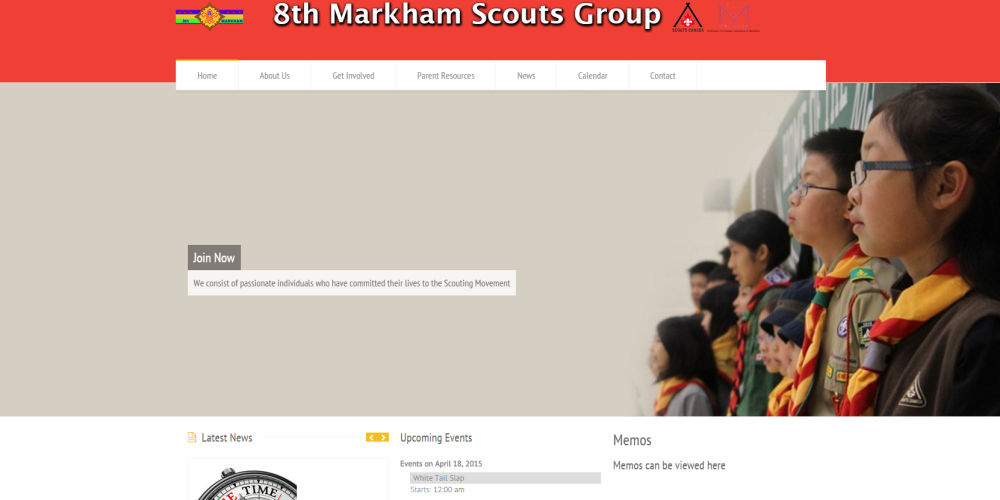 8th Markham Scouts Group
8th MARKHAM
SCOUTS CANADA
Home About Us Get Involved Parent Resources News Calendar Contact
Join Now
We consist of passionate individuals who have committed their lives to the Scouting Movement
Latest News
TIME
Upcoming Events
Events on April 18, 2015
White Tail Slap
Starts: 12:00 am
Memos
Memos can be viewed here